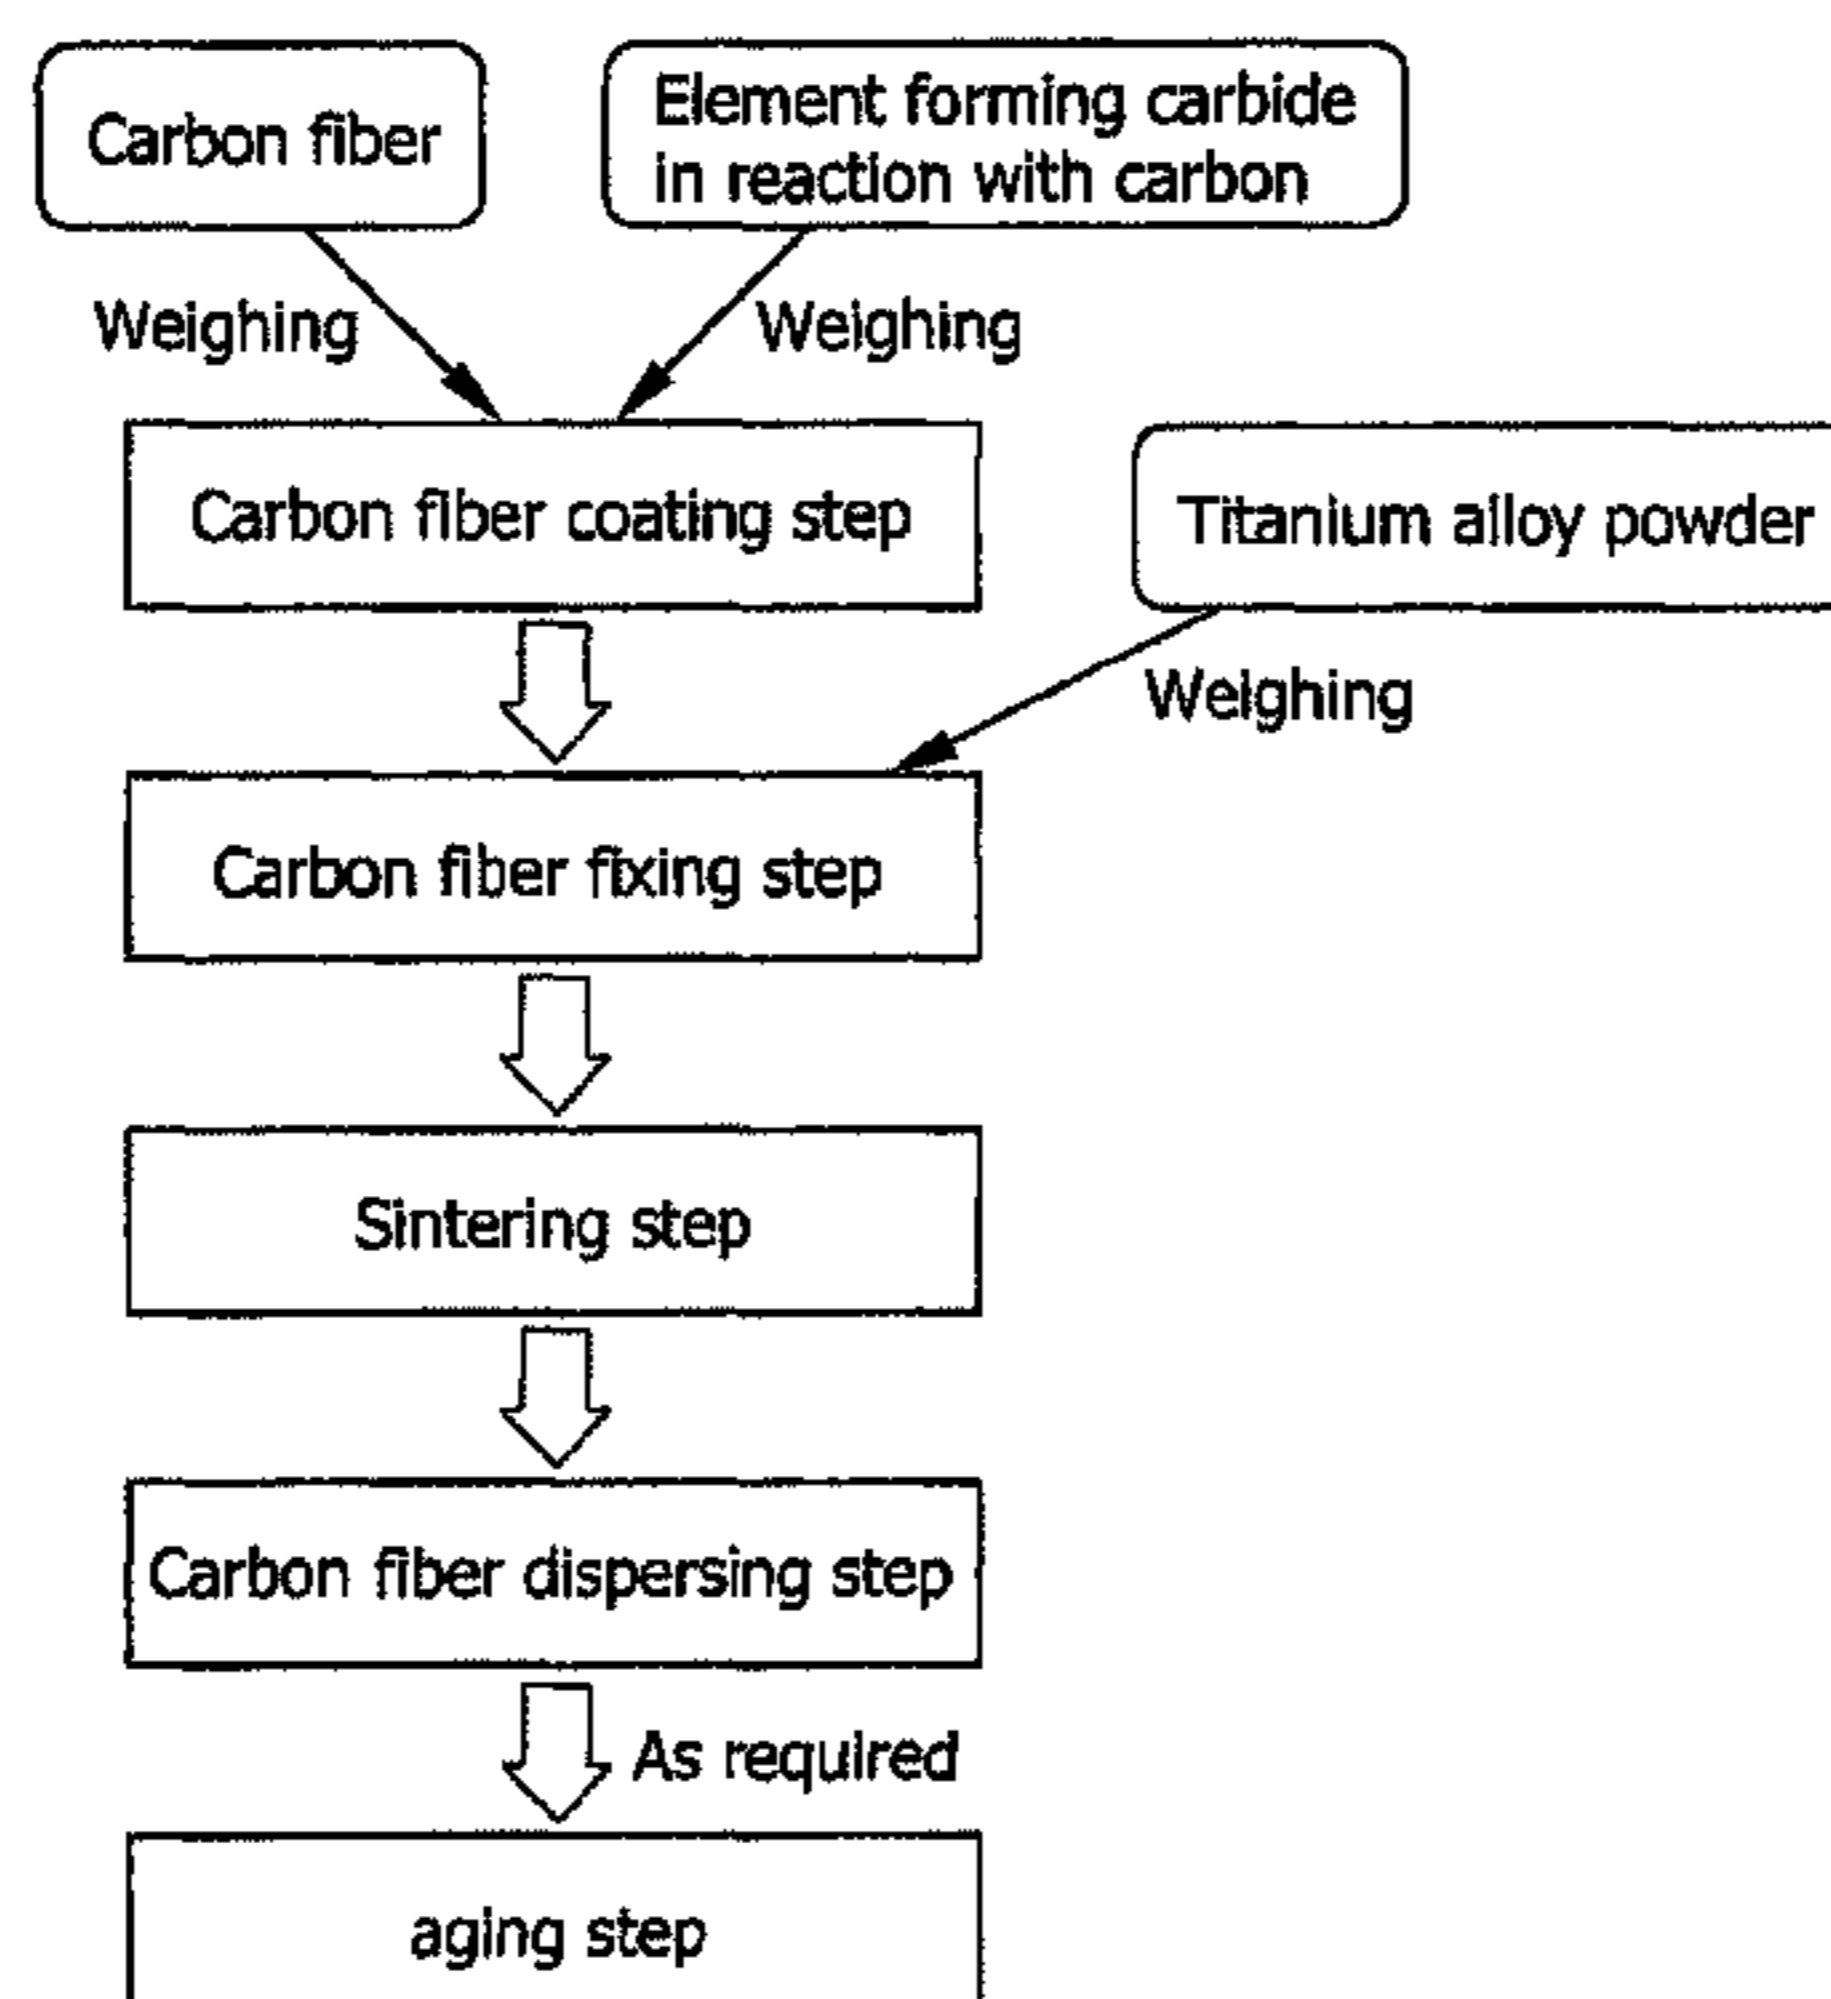 Carbon fiber
Element forming carbide
in reaction with carbon
Weighing
Weighing
Carbon fiber coating step
Titanium alloy powder
Weighing
Carbon fiber fixing step
Sintering step
Carbon fiber dispersing step
As required
aging step